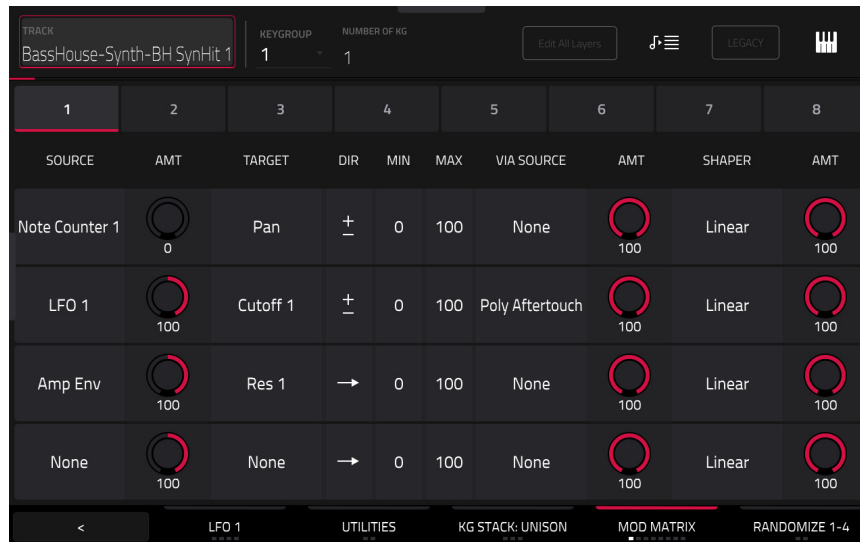 TRACK KEYGROUP NUMBER OF KG
BassHouse-Synth-BH SynHit 1 1 1 Edit All Layers LEGACY
1 2 3 4 5 6 7 8
SOURCE AMT TARGET DIR MIN MAX VIA SOURCE AMT SHAPER AMT
Note Counter 1 0 Pan ± 0 100 None 100 Linear 100
LFO 1 100 Cutoff 1 ± 0 100 Poly Aftertouch 100 Linear 100
Amp Env 100 Res 1 → 0 100 None 100 Linear 100
None 100 None → 0 100 None 100 Linear 100
< LFO 1 UTILITIES KG STACK: UNISON MOD MATRIX RANDOMIZE 1-4